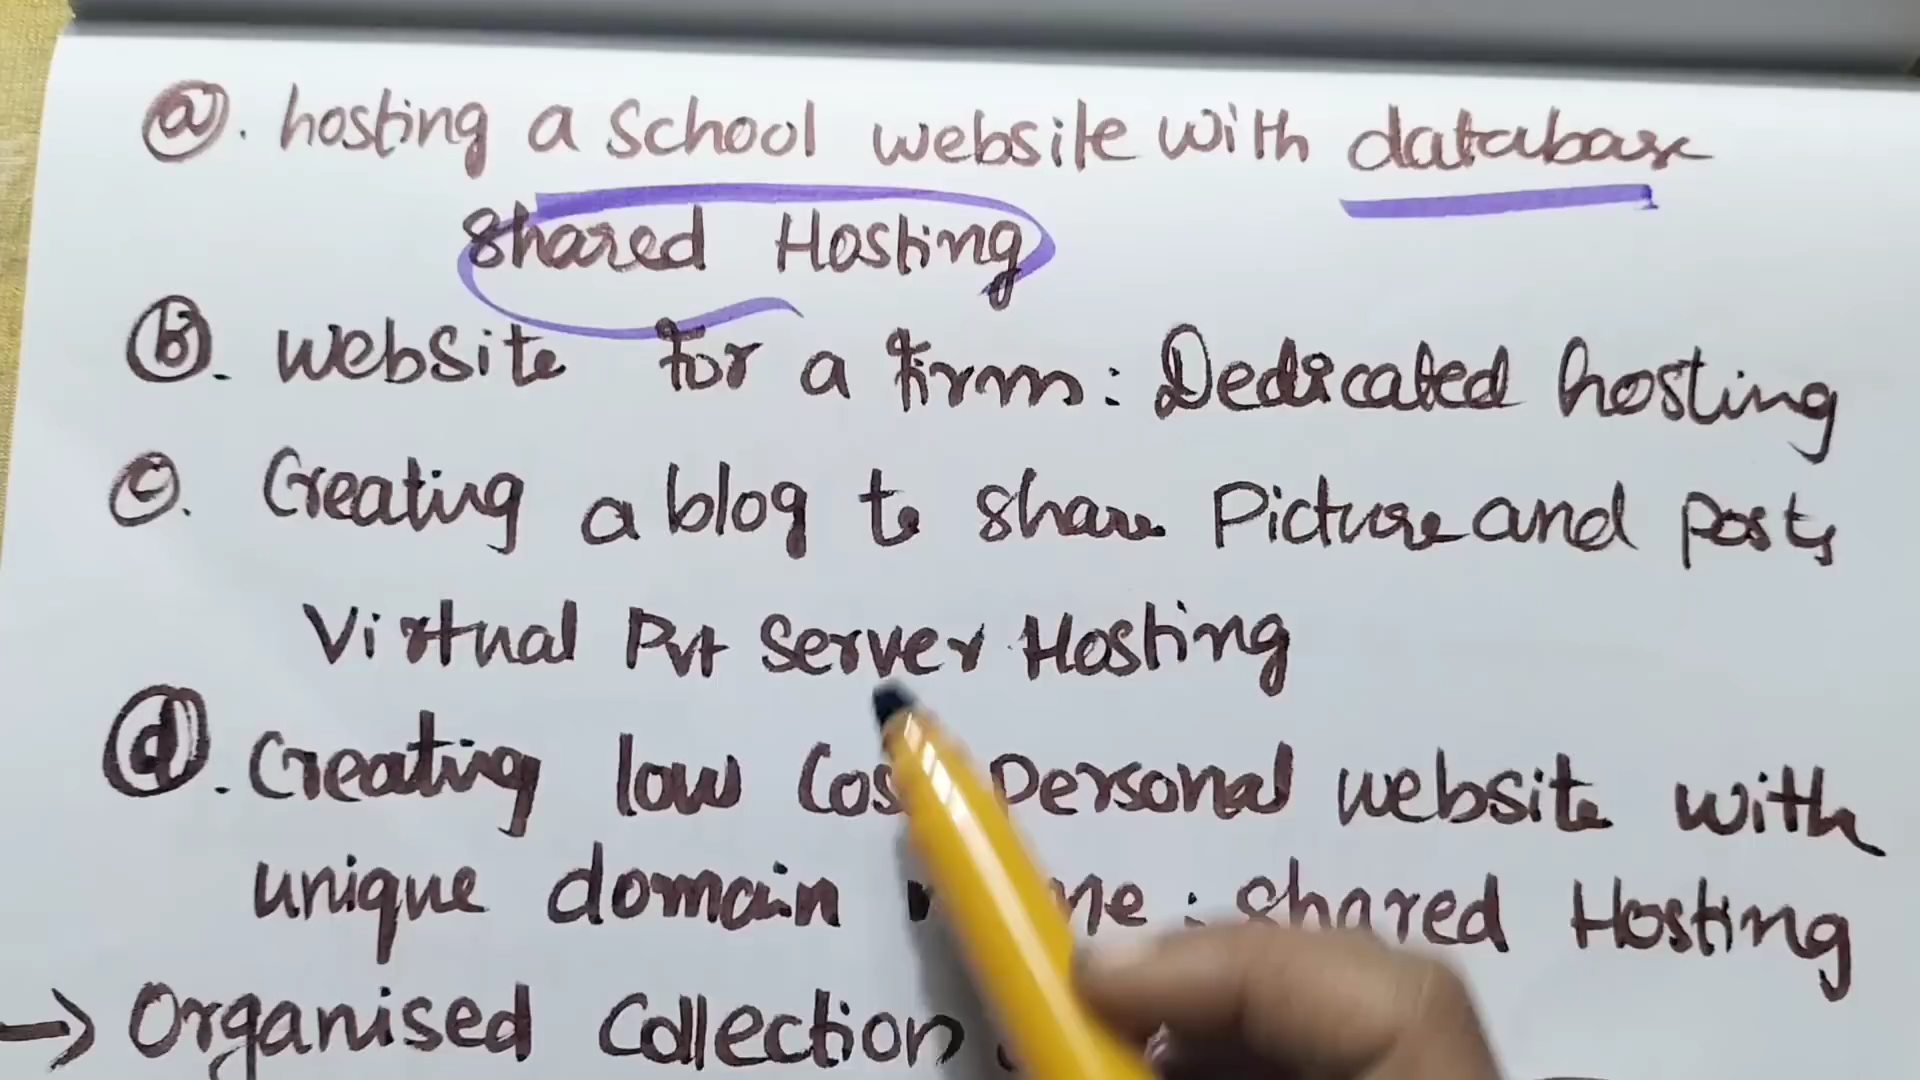 a. hosting a School website with database
Shared Hosting
b. website for a firm: Dedicated hosting
c. Creating a blog to share Picture and posts
Virtual Pvt Server Hosting
d. Creating low Cos personal website with
unique domain : Shared Hosting
→ Organised Collection